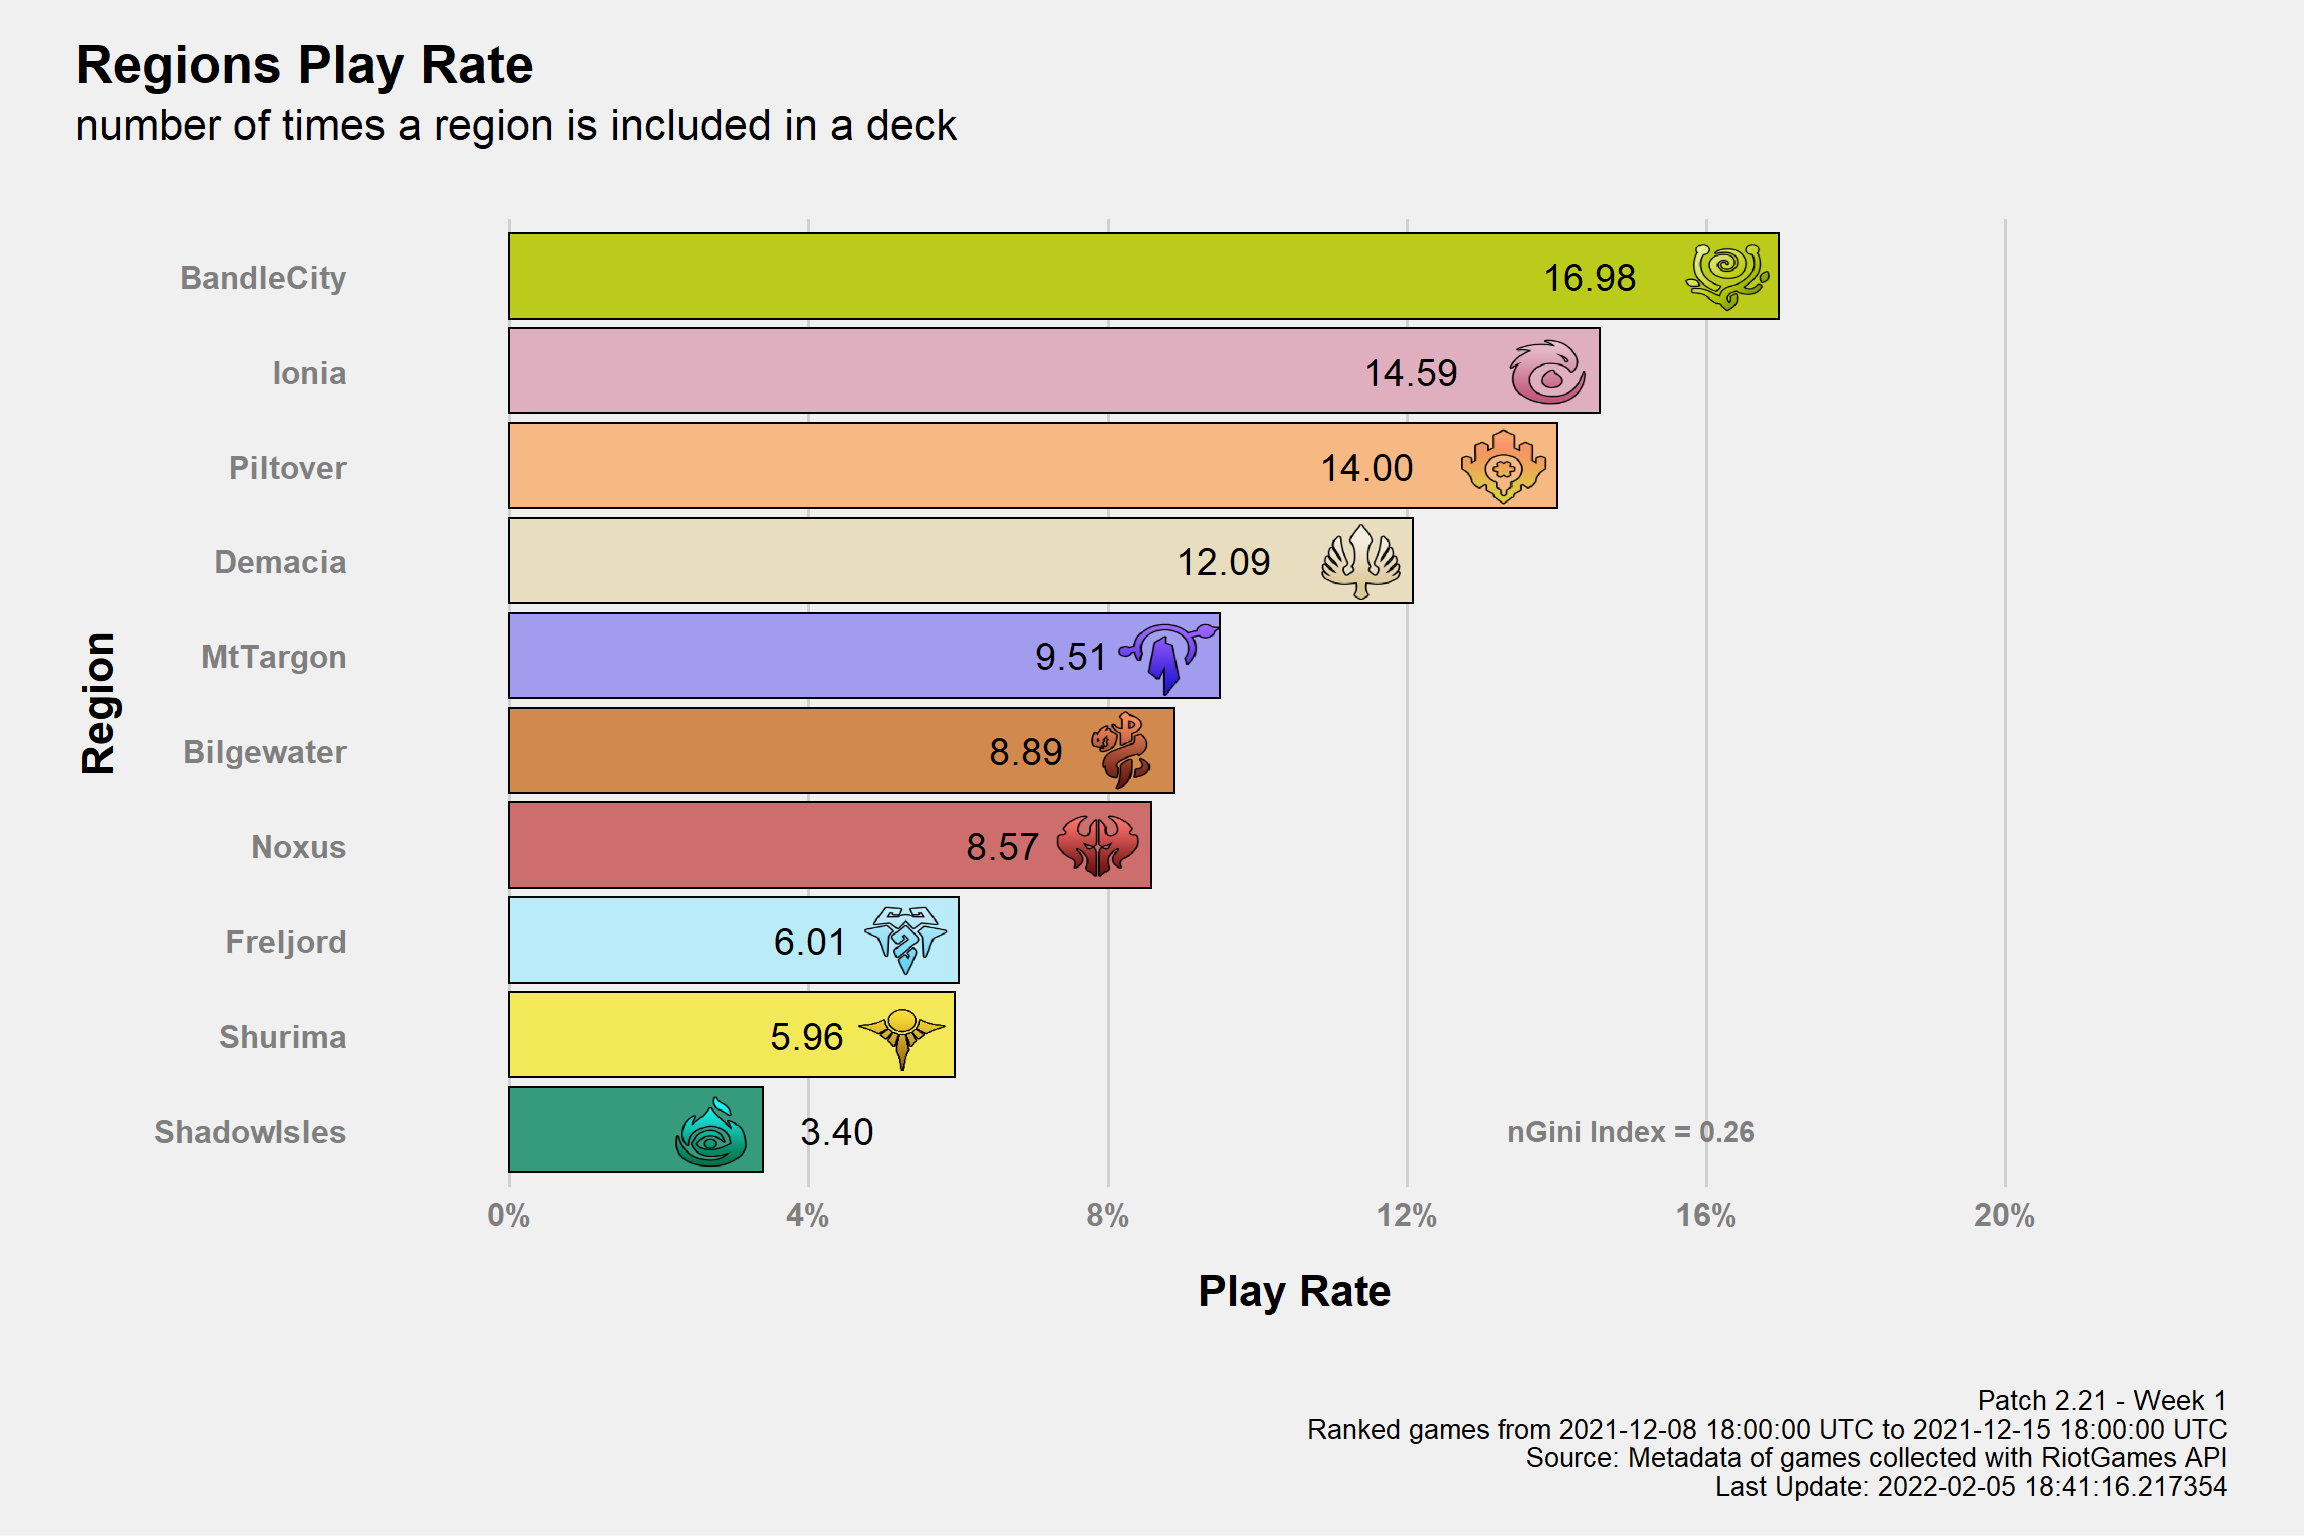 Regions Play Rate
number of times a region is included in a deck
BandleCity 16.98
Ionia 14.59
Piltover 14.00
Demacia 12.09
MtTargon 9.51
Bilgewater 8.89
Noxus 8.57
Freljord 6.01
Shurima 5.96
ShadowIsles 3.40 nGini Index = 0.26
Region
0% 4% 8% 12% 16% 20%
Play Rate
Patch 2.21 - Week 1
Ranked games from 2021-12-08 18:00:00 UTC to 2021-12-15 18:00:00 UTC
Source: Metadata of games collected with RiotGames API
Last Update: 2022-02-05 18:41:16.217354